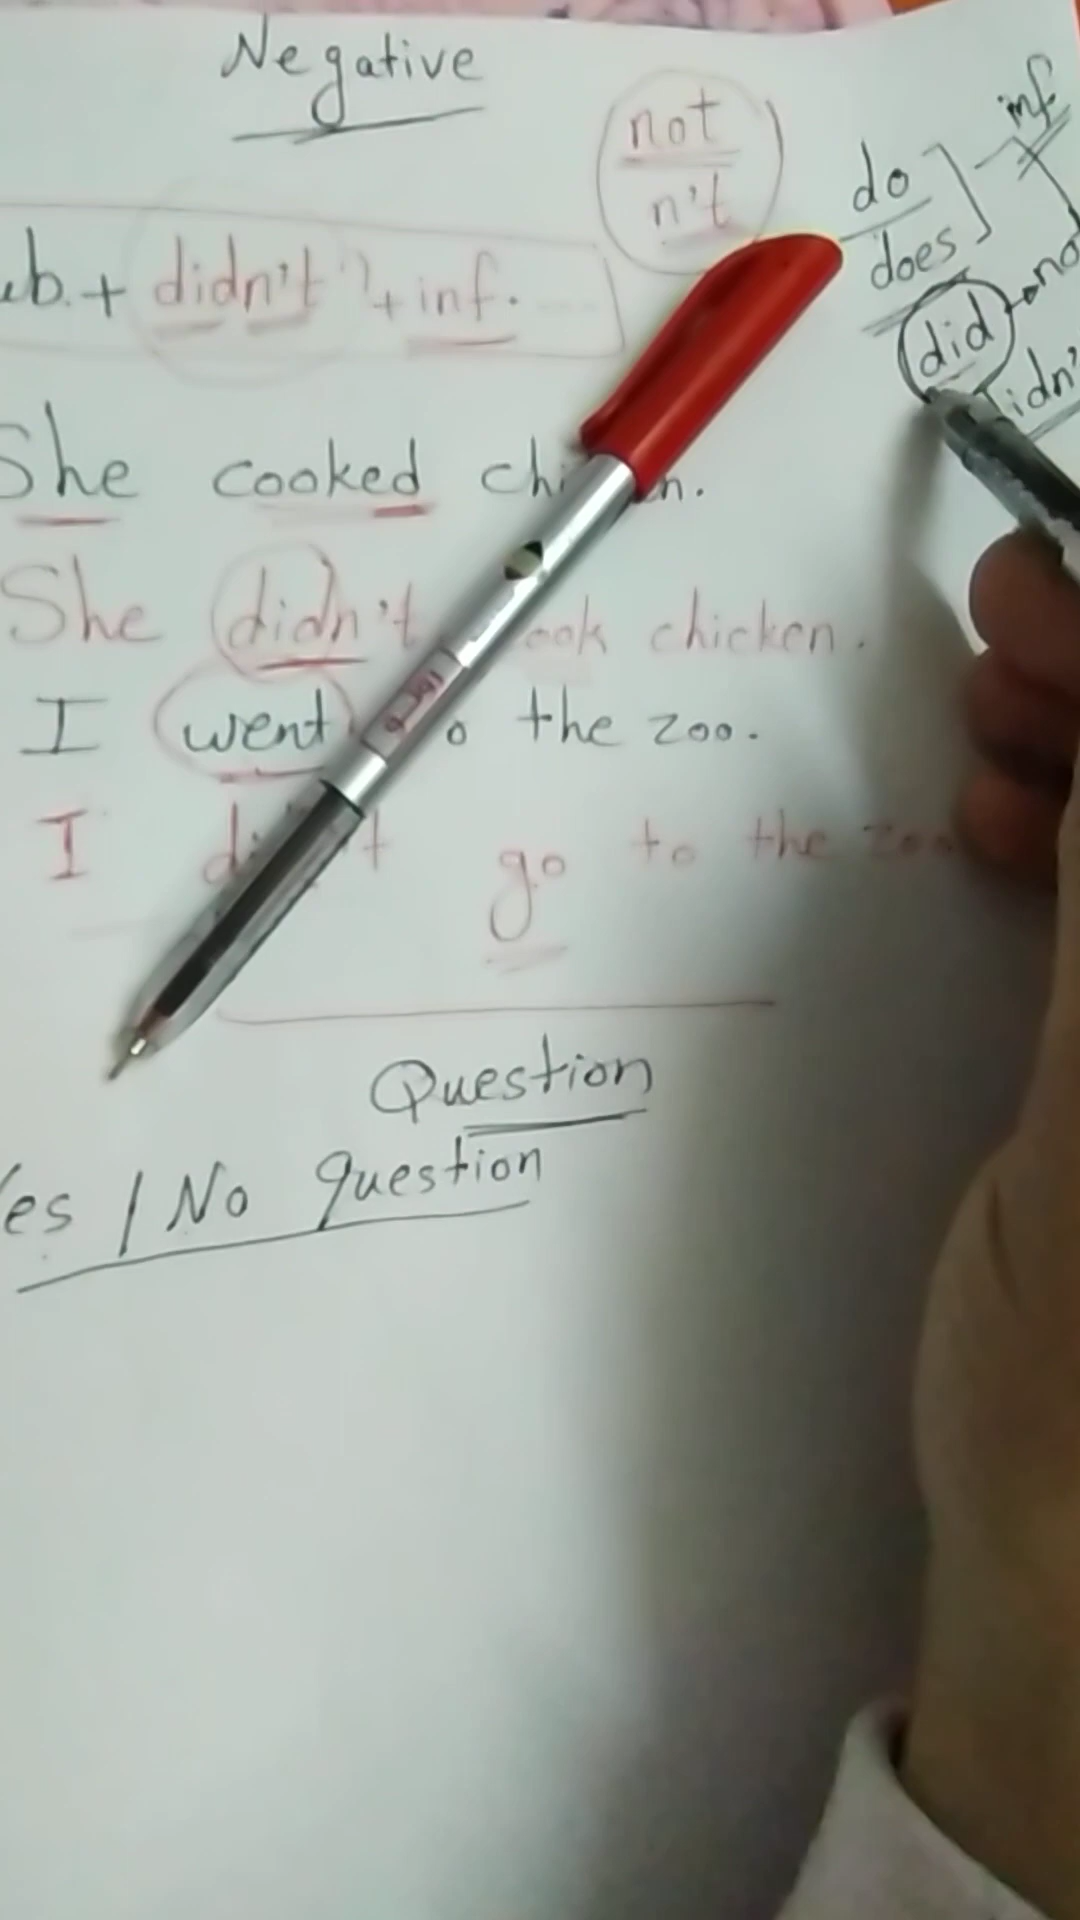 Negative
not
n't
do
does
inf
did
+ didn't + inf. ...
She cooked
She didn't chicken.
I went the zoo.
I go to the zoo
Question
/ No question